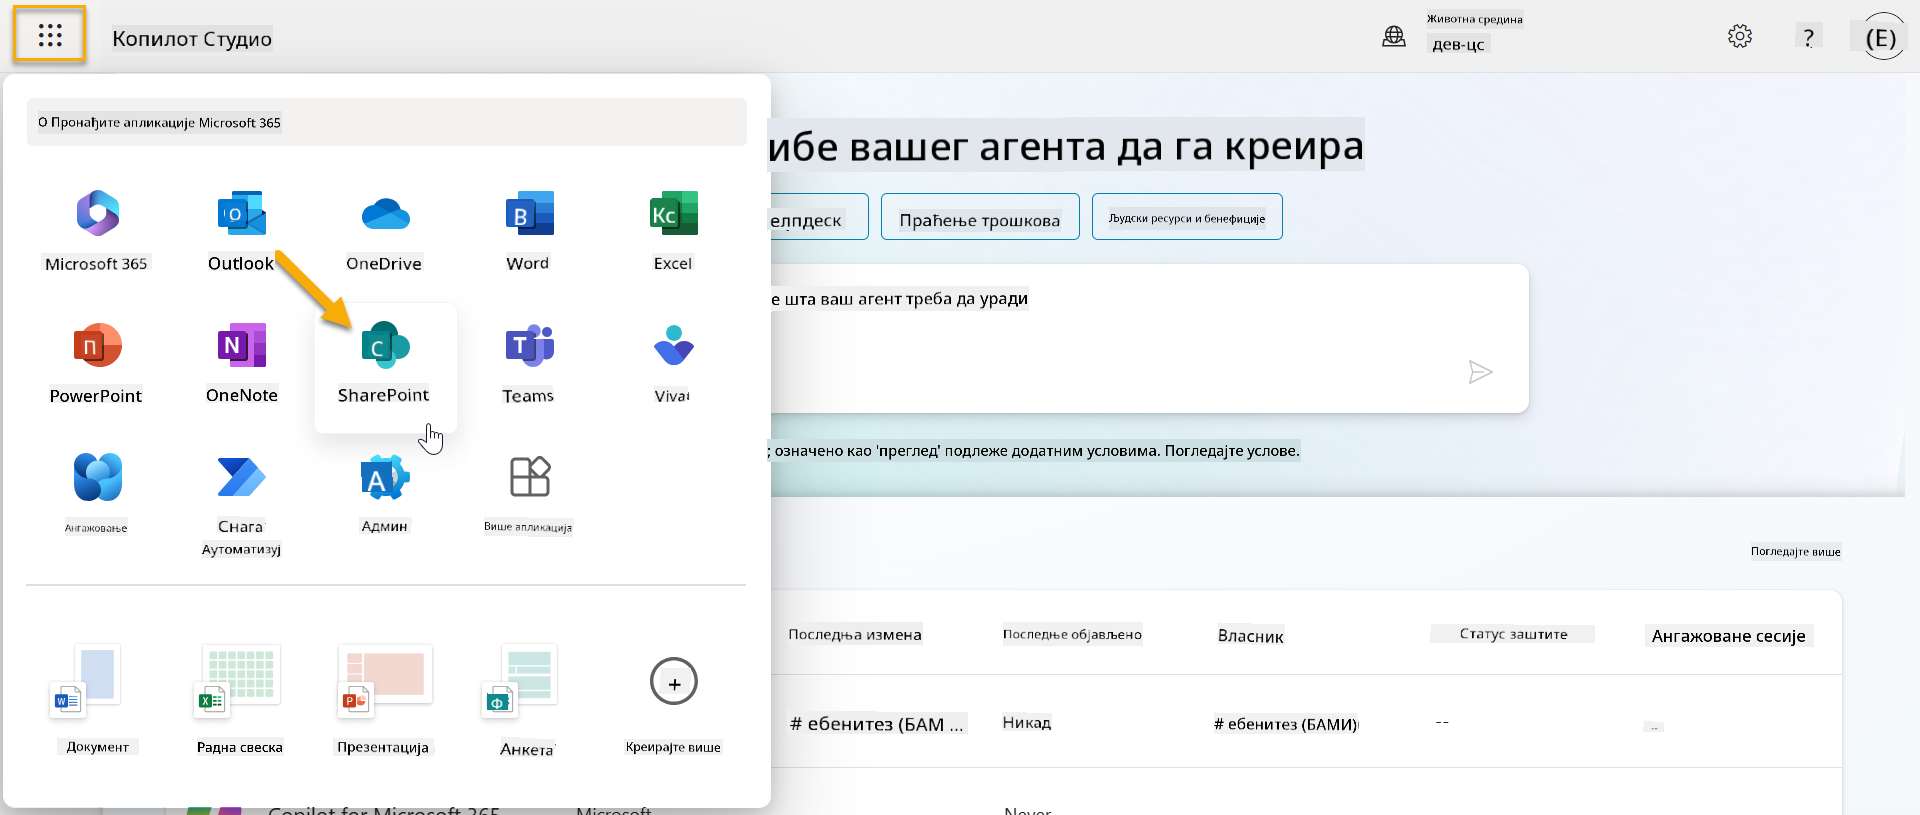 Копилот Студио
Животна средина
дев-цс
?
(Е)
О Пронађите апликације Microsoft 365
Microsoft 365
Outlook
OneDrive
Word
Excel
PowerPoint
OneNote
SharePoint
Teams
Viva
Ангажовање
Снага
Аутоматизуј
Админ
Више апликација
Документ
Радна свеска
Презентација
Анкета
Креирајте више
ибе вашег агента да га креира
елпдеск
Праћење трошкова
Људски ресурси и бенефиције
е шта ваш агент треба да уради
; означено као 'преглед' подлеже додатним условима. Погледајте услове.
Погледајте више
Последња измена
Последње објављено
Власник
Статус заштите
Ангажоване сесије
# ебенитез (БАМ ...
Никад
# ебенитез (БАМИ)
--
--
Copilot for Microsoft 365
Microsoft
Never